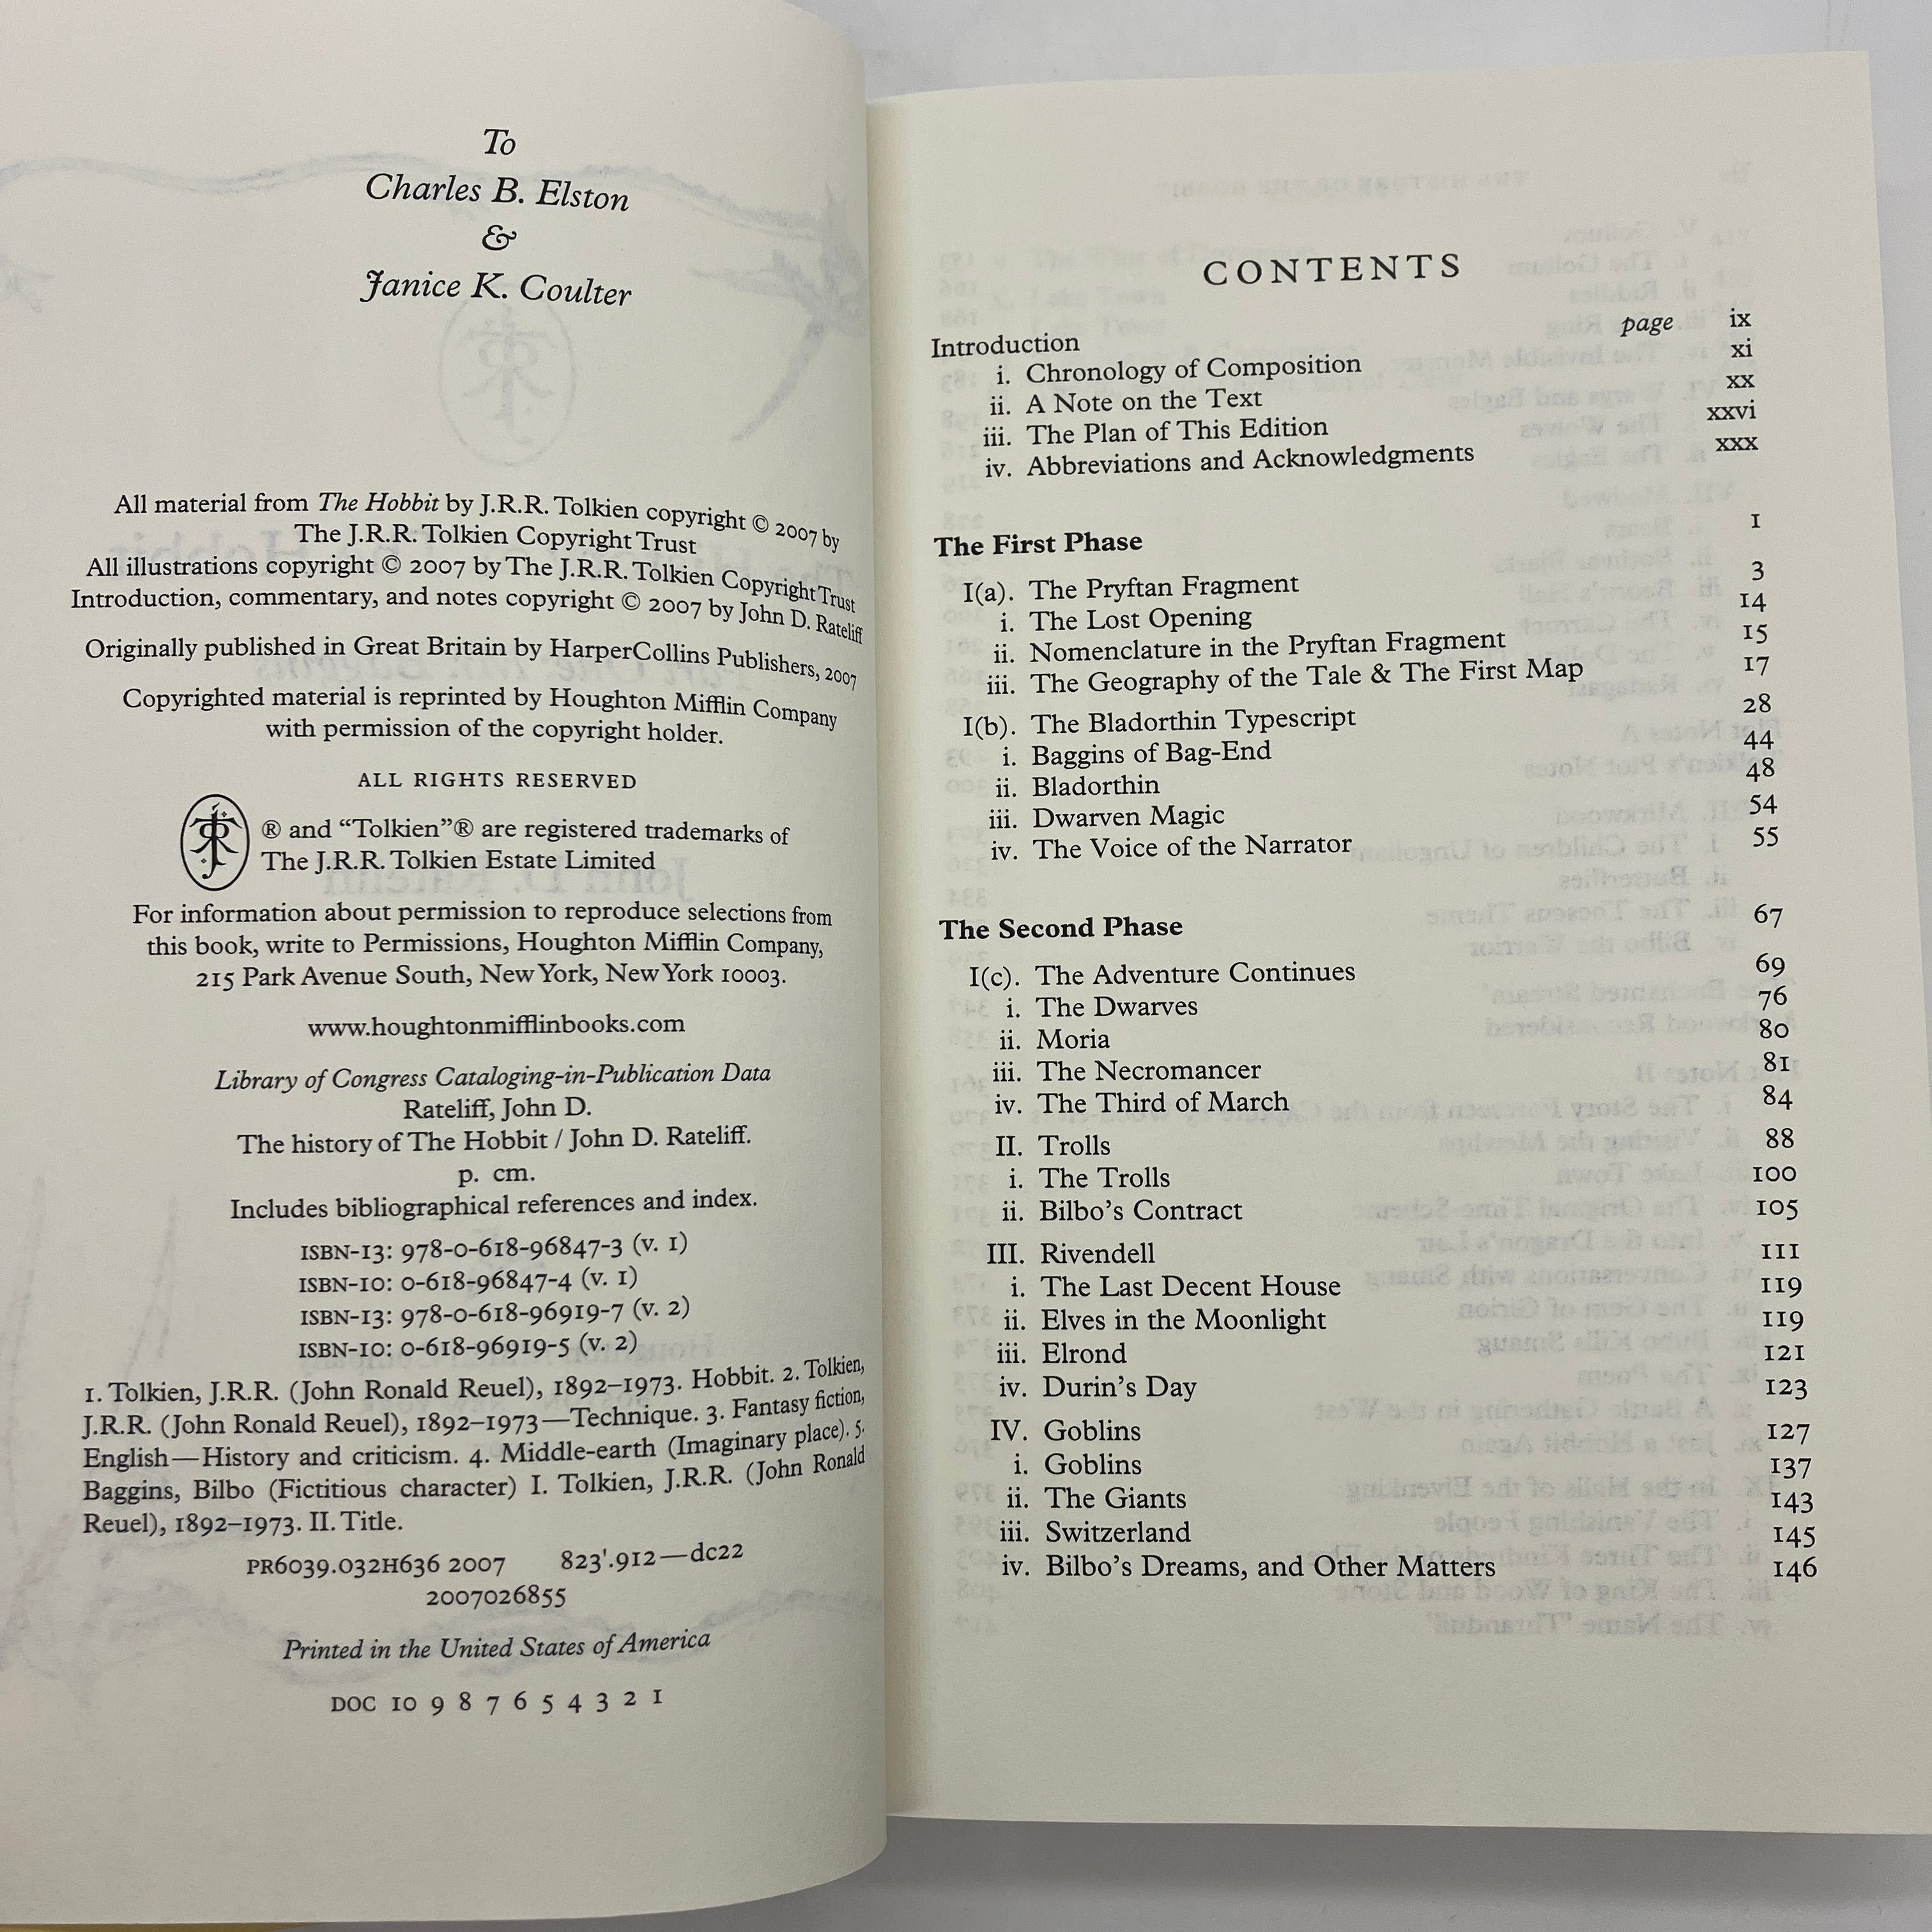 To
Charles B. Elston
&
Janice K. Coulter
All material from The Hobbit by J.R.R. Tolkien copyright © 2007 by
The J.R.R. Tolkien Copyright Trust
All illustrations copyright © 2007 by The J.R.R. Tolkien Copyright Trust
Introduction, commentary, and notes copyright © 2007 by John D. Rateliff
Originally published in Great Britain by HarperCollins Publishers, 2007
Copyrighted material is reprinted by Houghton Mifflin Company
with permission of the copyright holder.
ALL RIGHTS RESERVED
® and “Tolkien”® are registered trademarks of
The J.R.R. Tolkien Estate Limited
For information about permission to reproduce selections from
this book, write to Permissions, Houghton Mifflin Company,
215 Park Avenue South, New York, New York 10003.
www.houghtonmifflinbooks.com
Library of Congress Cataloging-in-Publication Data
Rateliff, John D.
The history of The Hobbit / John D. Rateliff.
p. cm.
Includes bibliographical references and index.
ISBN-13: 978-0-618-96847-3 (v. 1)
ISBN-10: 0-618-96847-4 (v. 1)
ISBN-13: 978-0-618-96919-7 (v. 2)
ISBN-10: 0-618-96919-5 (v. 2)
1. Tolkien, J.R.R. (John Ronald Reuel), 1892–1973. Hobbit. 2. Tolkien,
J.R.R. (John Ronald Reuel), 1892–1973—Technique. 3. Fantasy fiction,
English—History and criticism. 4. Middle-earth (Imaginary place). 5.
Baggins, Bilbo (Fictitious character) I. Tolkien, J.R.R. (John Ronald
Reuel), 1892–1973. II. Title.
PR6039.032H636 2007 823'.912—dc22
2007026855
Printed in the United States of America
DOC 10 9 8 7 6 5 4 3 2 1
CONTENTS
Introduction page ix
i. Chronology of Composition xi
ii. A Note on the Text xx
iii. The Plan of This Edition xxvi
iv. Abbreviations and Acknowledgments xxx
The First Phase 1
I(a). The Pryftan Fragment 3
i. The Lost Opening 14
ii. Nomenclature in the Pryftan Fragment 15
iii. The Geography of the Tale & The First Map 17
I(b). The Bladorthin Typescript 28
i. Baggins of Bag-End 44
ii. Bladorthin 48
iii. Dwarven Magic 54
iv. The Voice of the Narrator 55
The Second Phase 67
I(c). The Adventure Continues 69
i. The Dwarves 76
ii. Moria 80
iii. The Necromancer 81
iv. The Third of March 84
II. Trolls 88
i. The Trolls 100
ii. Bilbo’s Contract 105
III. Rivendell 111
i. The Last Decent House 119
ii. Elves in the Moonlight 119
iii. Elrond 121
iv. Durin’s Day 123
IV. Goblins 127
i. Goblins 137
ii. The Giants 143
iii. Switzerland 145
iv. Bilbo’s Dreams, and Other Matters 146